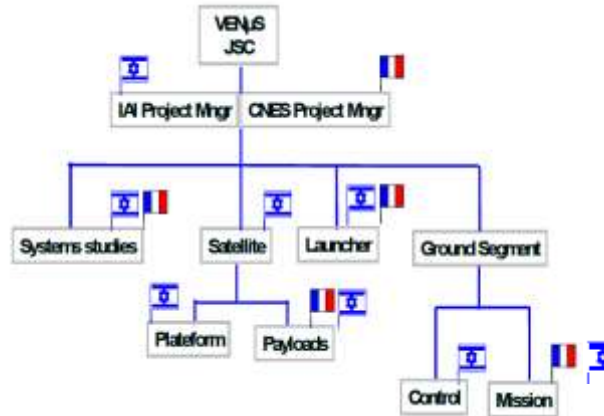 VENµS
JSC
IAI Project Mngr
CNES Project Mngr
Systems studies
Satellite
Launcher
Ground Segment
Plateform
Payloads
Control
Mission